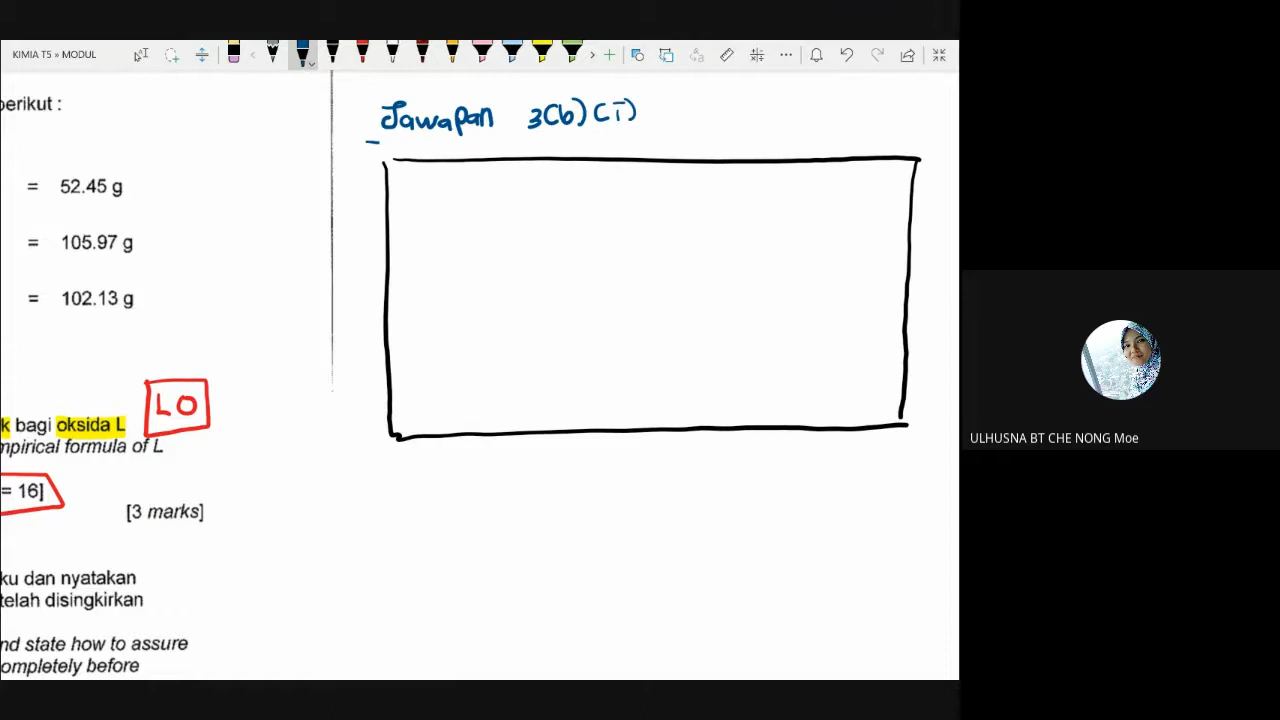 KIMIA T5 » MODUL
berikut :
Jawapan 3(b)(i)
= 52.45 g
= 105.97 g
= 102.13 g
LO
k bagi oksida L
mpirical formula of L
= 16]
[3 marks]
ku dan nyatakan
telah disingkirkan
nd state how to assure
ompletely before
ULHUSNA BT CHE NONG Moe